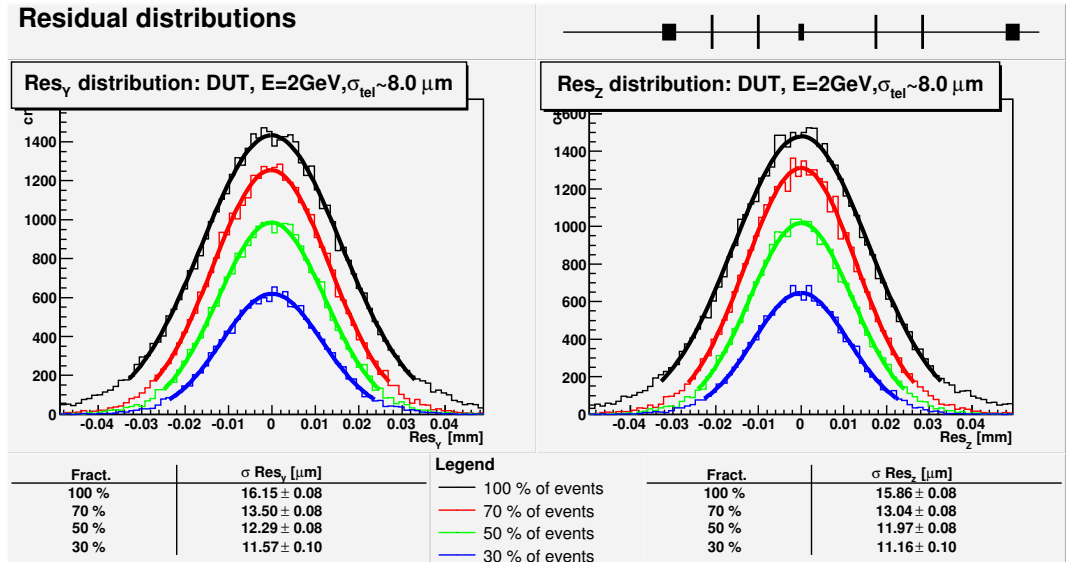 Residual distributions
Res_Y distribution: DUT, E=2GeV,σ_tel~8.0 μm
1400
1200
1000
800
600
400
200
0
-0.04 -0.03 -0.02 -0.01 0 0.01 0.02 0.03 0.04
Res_Y [mm]
Res_Z distribution: DUT, E=2GeV,σ_tel~8.0 μm
1600
1400
1200
1000
800
600
400
200
0
-0.04 -0.03 -0.02 -0.01 0 0.01 0.02 0.03 0.04
Res_Z [mm]
Fract. σ Res_Y [μm]
100 % 16.15 ± 0.08
70 % 13.50 ± 0.08
50 % 12.29 ± 0.08
30 % 11.57 ± 0.10
Legend
100 % of events
70 % of events
50 % of events
30 % of events
Fract. σ Res_Z [μm]
100 % 15.86 ± 0.08
70 % 13.04 ± 0.08
50 % 11.97 ± 0.08
30 % 11.16 ± 0.10